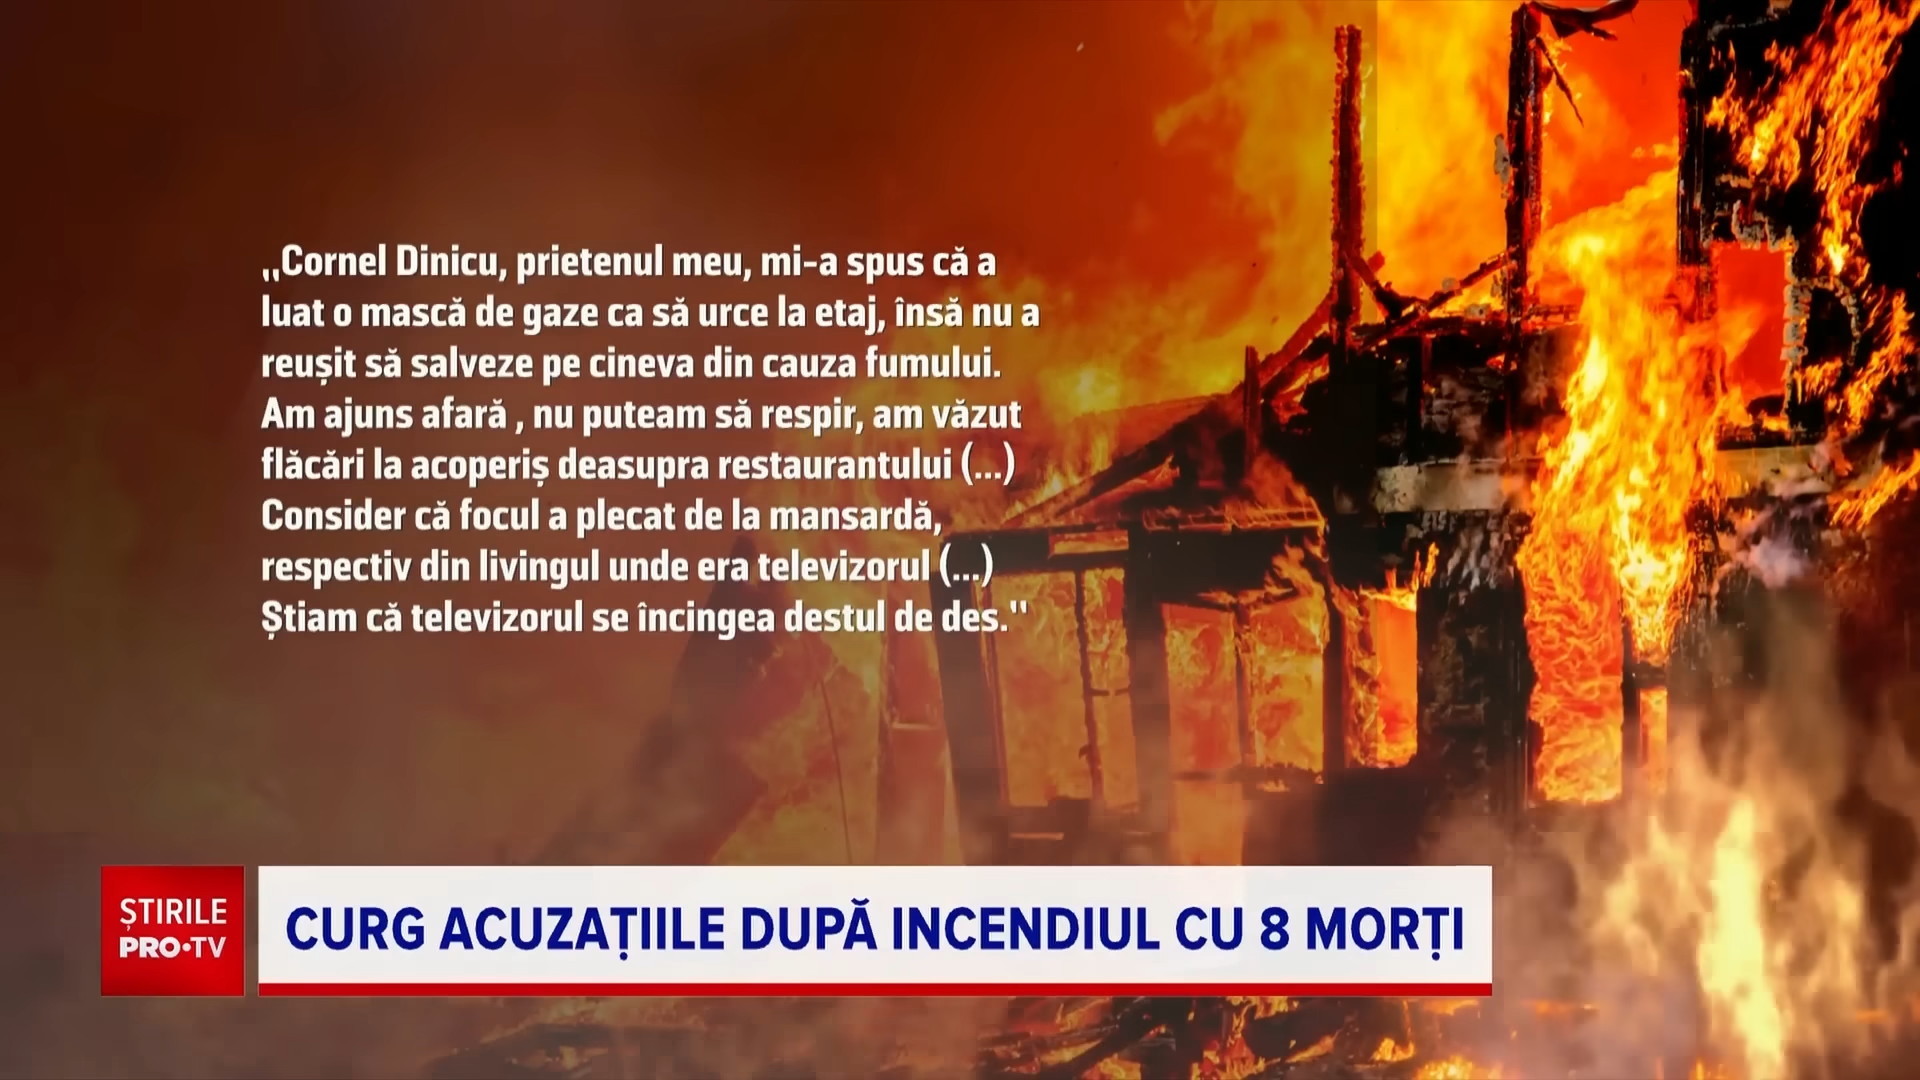 „Cornel Dinicu, prietenul meu, mi-a spus că a
luat o mască de gaze ca să urce la etaj, însă nu a
reușit să salveze pe cineva din cauza fumului.
Am ajuns afară , nu puteam să respir, am văzut
flăcări la acoperiș deasupra restaurantului (...)
Consider că focul a plecat de la mansardă,
respectiv din livingul unde era televizorul (...)
Știam că televizorul se încingea destul de des."
ȘTIRILE
PRO•TV
CURG ACUZAȚIILE DUPĂ INCENDIUL CU 8 MORȚI